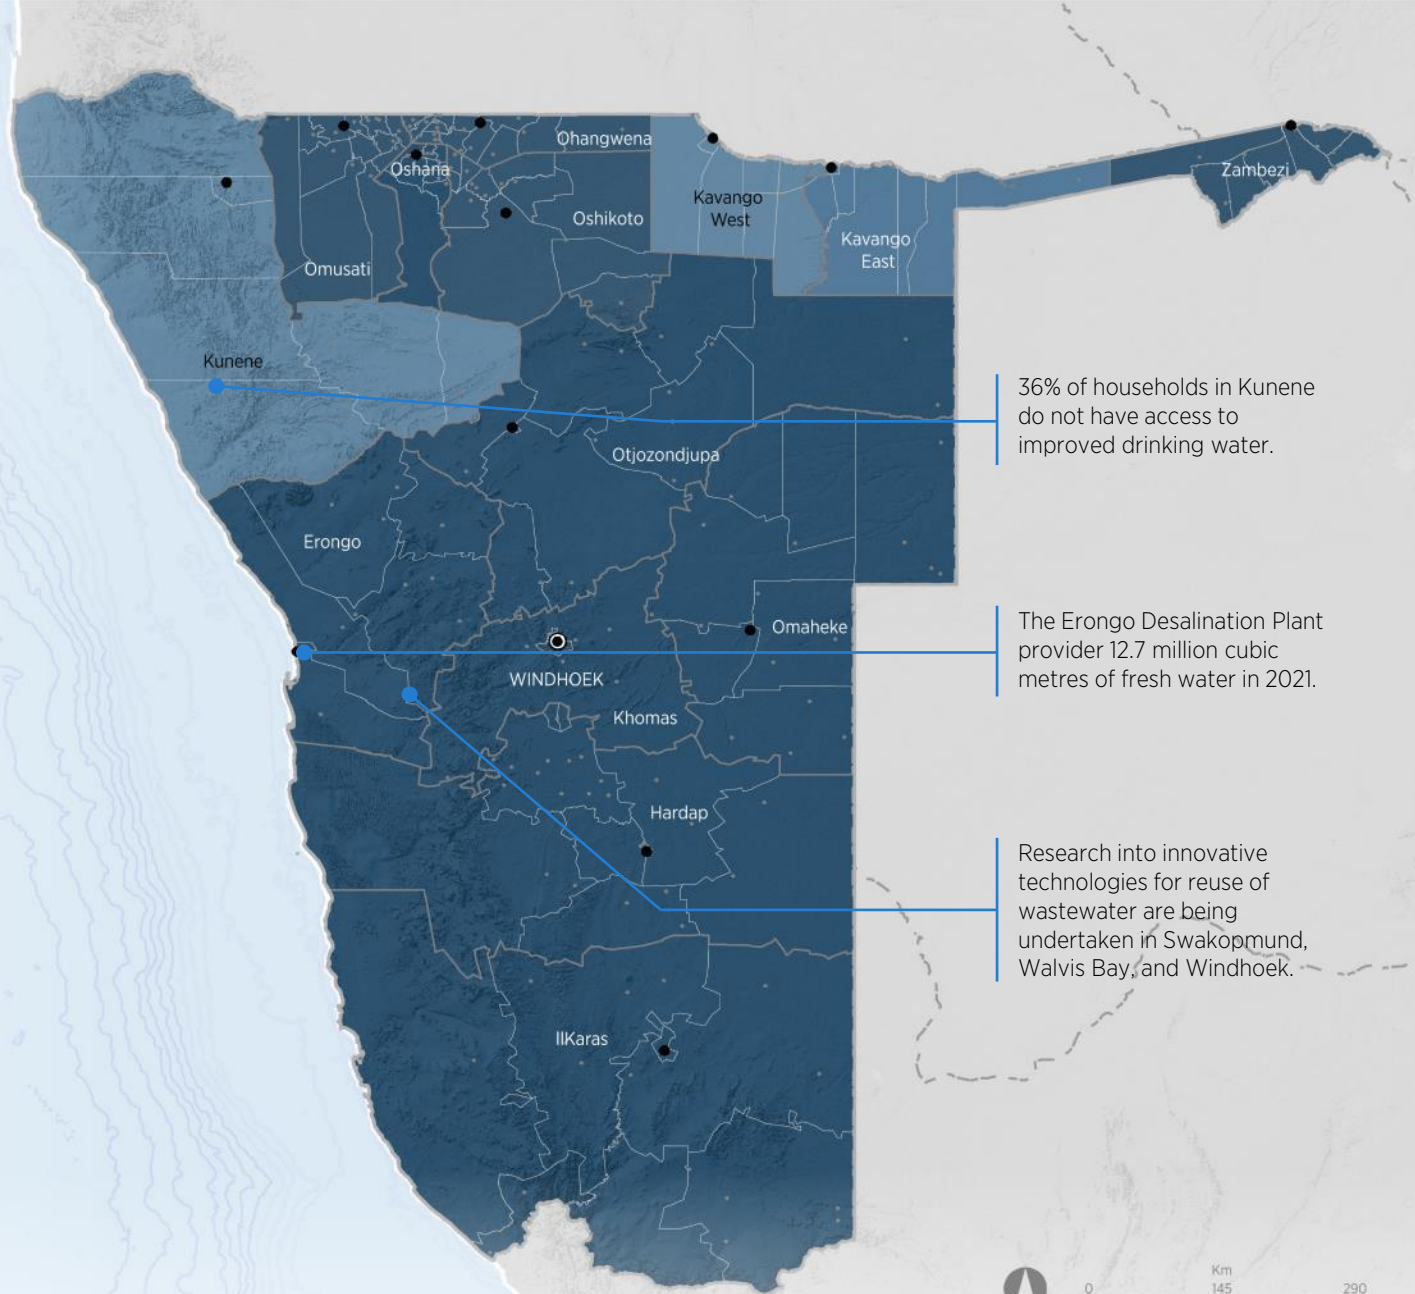 Ohangwena
Oshana
Zambezi
Kavango
West
Oshikoto
Kavango
East
Omusati
Kunene
36% of households in Kunene
do not have access to
improved drinking water.
Otjozondjupa
Erongo
The Erongo Desalination Plant
provider 12.7 million cubic
metres of fresh water in 2021.
Omaheke
WINDHOEK
Khomas
Hardap
Research into innovative
technologies for reuse of
wastewater are being
undertaken in Swakopmund,
Walvis Bay, and Windhoek.
IIKaras
Km
0 145 290